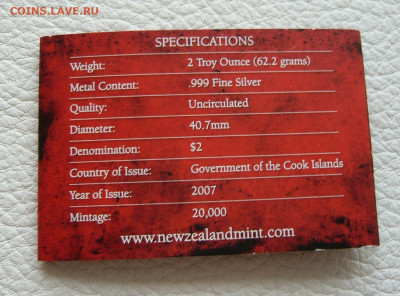 COINS.LAVE.RU
SPECIFICATIONS
Weight: 2 Troy Ounce (62.2 grams)
Metal Content: .999 Fine Silver
Quality: Uncirculated
Diameter: 40.7mm
Denomination: $2
Country of Issue: Government of the Cook Islands
Year of Issue: 2007
Mintage: 20,000
www.newzealandmint.com